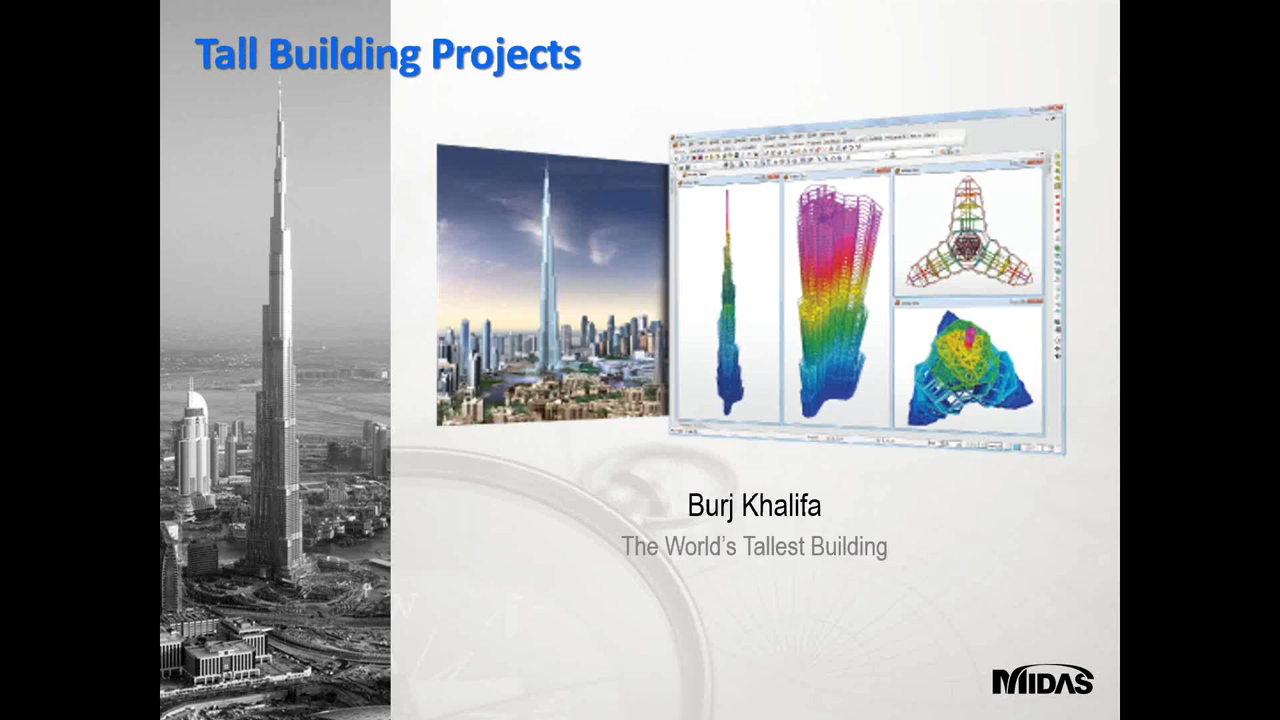 Tall Building Projects
Burj Khalifa
The World's Tallest Building
MIDAS